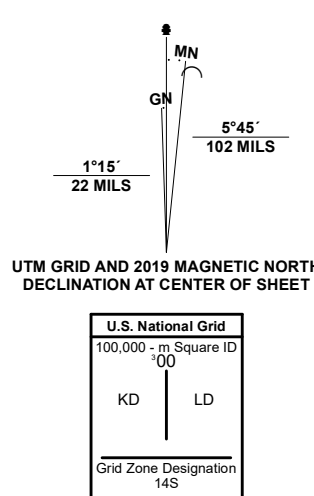 MN
GN
5°45´
102 MILS
1°15´
22 MILS
UTM GRID AND 2019 MAGNETIC NORTH
DECLINATION AT CENTER OF SHEET
U.S. National Grid
100,000 - m Square ID
³00
KD LD
Grid Zone Designation
14S